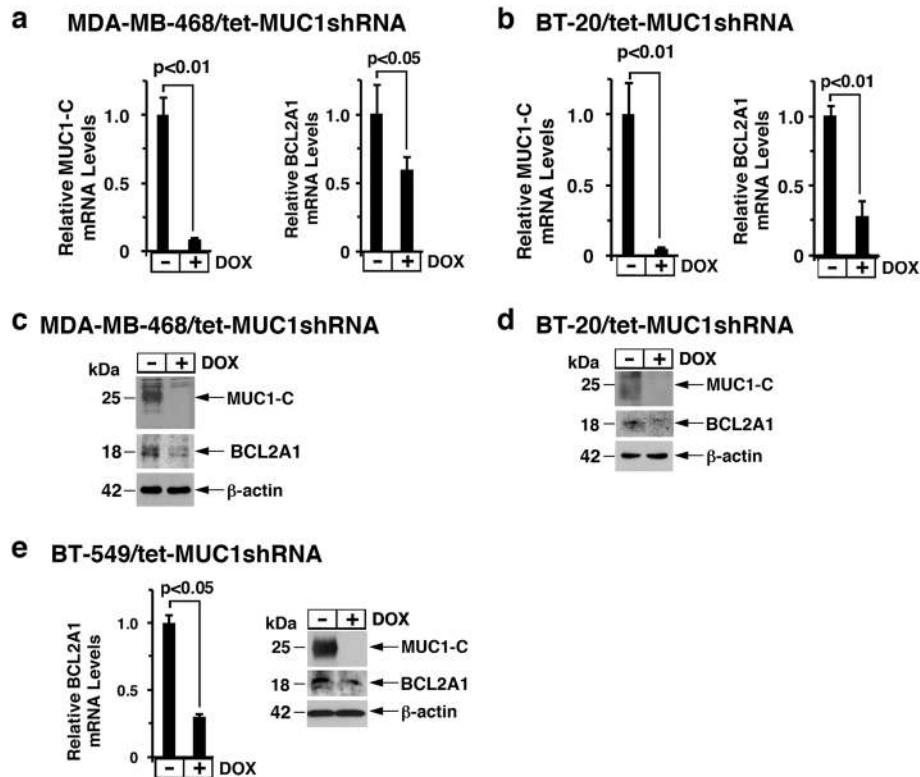 a MDA-MB-468/tet-MUC1shRNA
Relative MUC1-C
mRNA Levels
p<0.01
1.0
0.5
0
− + DOX
Relative BCL2A1
mRNA Levels
p<0.05
1.0
0.5
0
− + DOX
b BT-20/tet-MUC1shRNA
Relative MUC1-C
mRNA Levels
p<0.01
1.0
0.5
0
− + DOX
Relative BCL2A1
mRNA Levels
p<0.01
1.0
0.5
0
− + DOX
c MDA-MB-468/tet-MUC1shRNA
− + DOX
kDa
25 MUC1-C
18 BCL2A1
42 β-actin
d BT-20/tet-MUC1shRNA
− + DOX
kDa
25 MUC1-C
18 BCL2A1
42 β-actin
e BT-549/tet-MUC1shRNA
Relative BCL2A1
mRNA Levels
p<0.05
1.0
0.5
0
− + DOX
− + DOX
kDa
25 MUC1-C
18 BCL2A1
42 β-actin